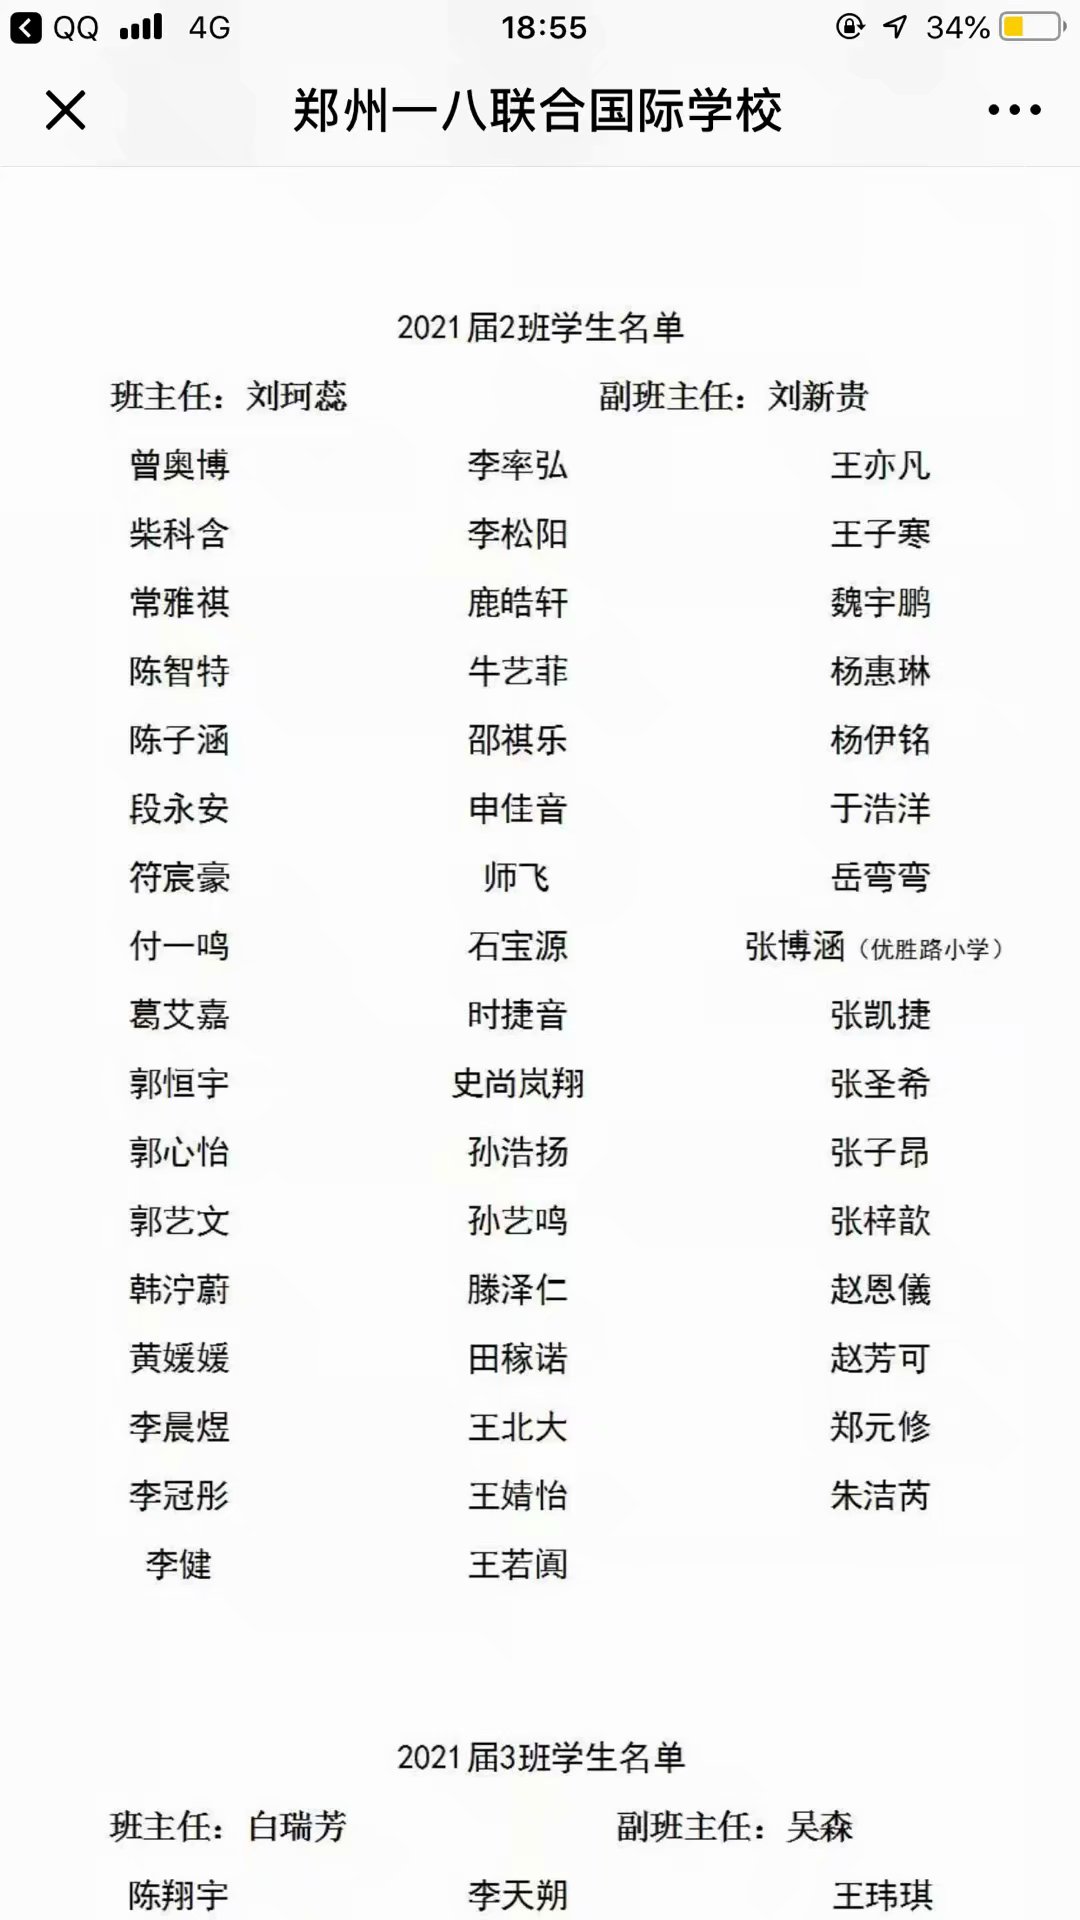 QQ 4G 18:55 34%
郑州一八联合国际学校
2021届2班学生名单
班主任：刘珂蕊 副班主任：刘新贵
曾奥博 李率弘 王亦凡
柴科含 李松阳 王子寒
常雅祺 鹿皓轩 魏宇鹏
陈智特 牛艺菲 杨惠琳
陈子涵 邵祺乐 杨伊铭
段永安 申佳音 于浩洋
符宸豪 师飞 岳弯弯
付一鸣 石宝源 张博涵（优胜路小学）
葛艾嘉 时捷音 张凯捷
郭恒宇 史尚岚翔 张圣希
郭心怡 孙浩扬 张子昂
郭艺文 孙艺鸣 张梓歆
韩泞蔚 滕泽仁 赵恩儀
黄媛媛 田稼诺 赵芳可
李晨煜 王北大 郑元修
李冠彤 王婧怡 朱洁芮
李健 王若阗
2021届3班学生名单
班主任：白瑞芳 副班主任：吴森
陈翔宇 李天朔 王玮琪